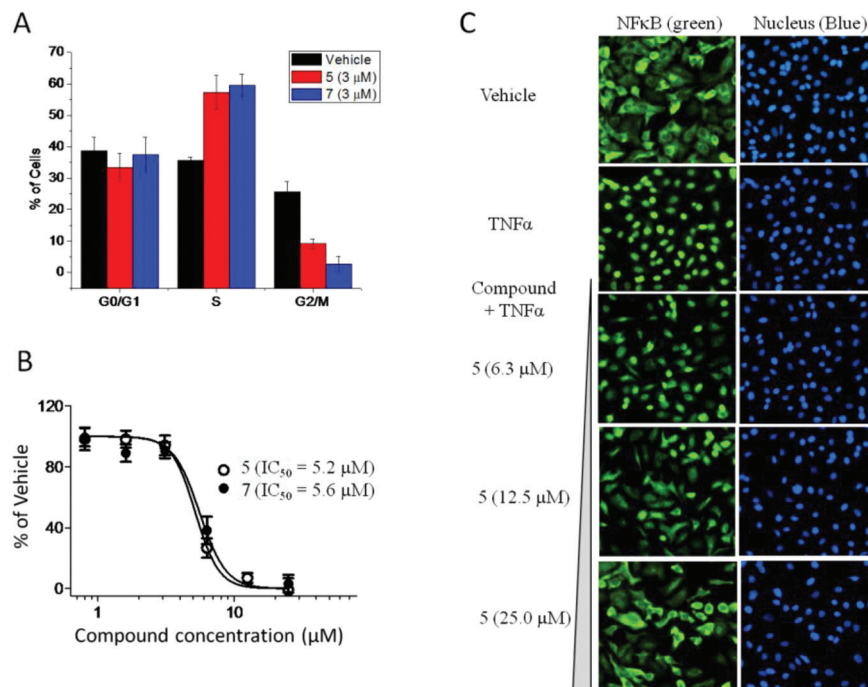 A
70
60
50
40
30
20
10
0
% of Cells
Vehicle
5 (3 μM)
7 (3 μM)
G0/G1
S
G2/M
B
120
80
40
0
% of Vehicle
5 (IC50 = 5.2 μM)
7 (IC50 = 5.6 μM)
1
10
Compound concentration (μM)
C
NFκB (green)
Nucleus (Blue)
Vehicle
TNFα
Compound
+ TNFα
5 (6.3 μM)
5 (12.5 μM)
5 (25.0 μM)